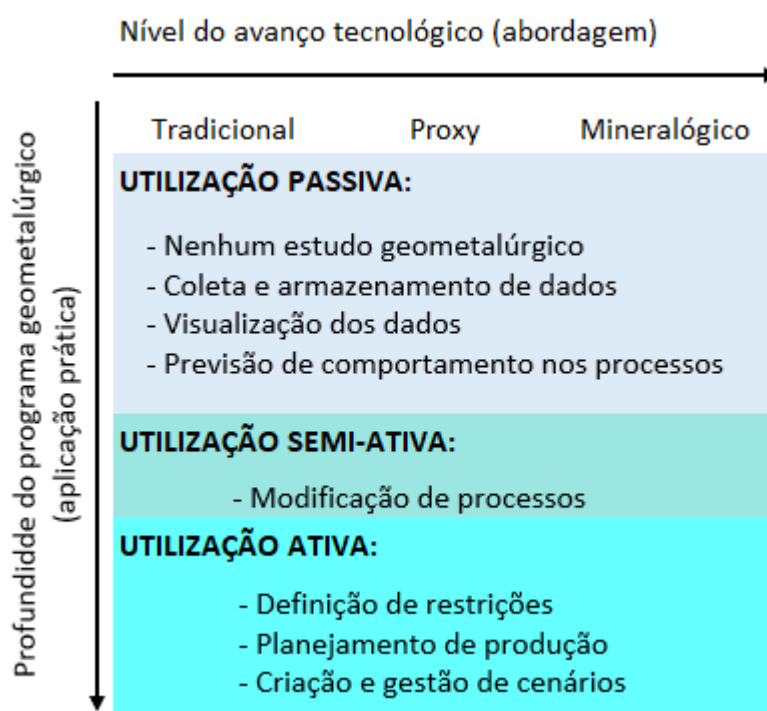 Nível do avanço tecnológico (abordagem)
Tradicional Proxy Mineralógico
Profundidde do programa geometalúrgico
(aplicação prática)
UTILIZAÇÃO PASSIVA:
- Nenhum estudo geometalúrgico
- Coleta e armazenamento de dados
- Visualização dos dados
- Previsão de comportamento nos processos
UTILIZAÇÃO SEMI-ATIVA:
- Modificação de processos
UTILIZAÇÃO ATIVA:
- Definição de restrições
- Planejamento de produção
- Criação e gestão de cenários